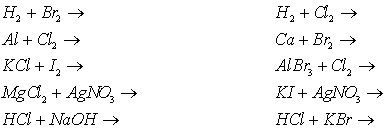 H₂ + Br₂ → H₂ + Cl₂ →
Al + Cl₂ → Ca + Br₂ →
KCl + I₂ → AlBr₃ + Cl₂ →
MgCl₂ + AgNO₃ → KI + AgNO₃ →
HCl + NaOH → HCl + KBr →